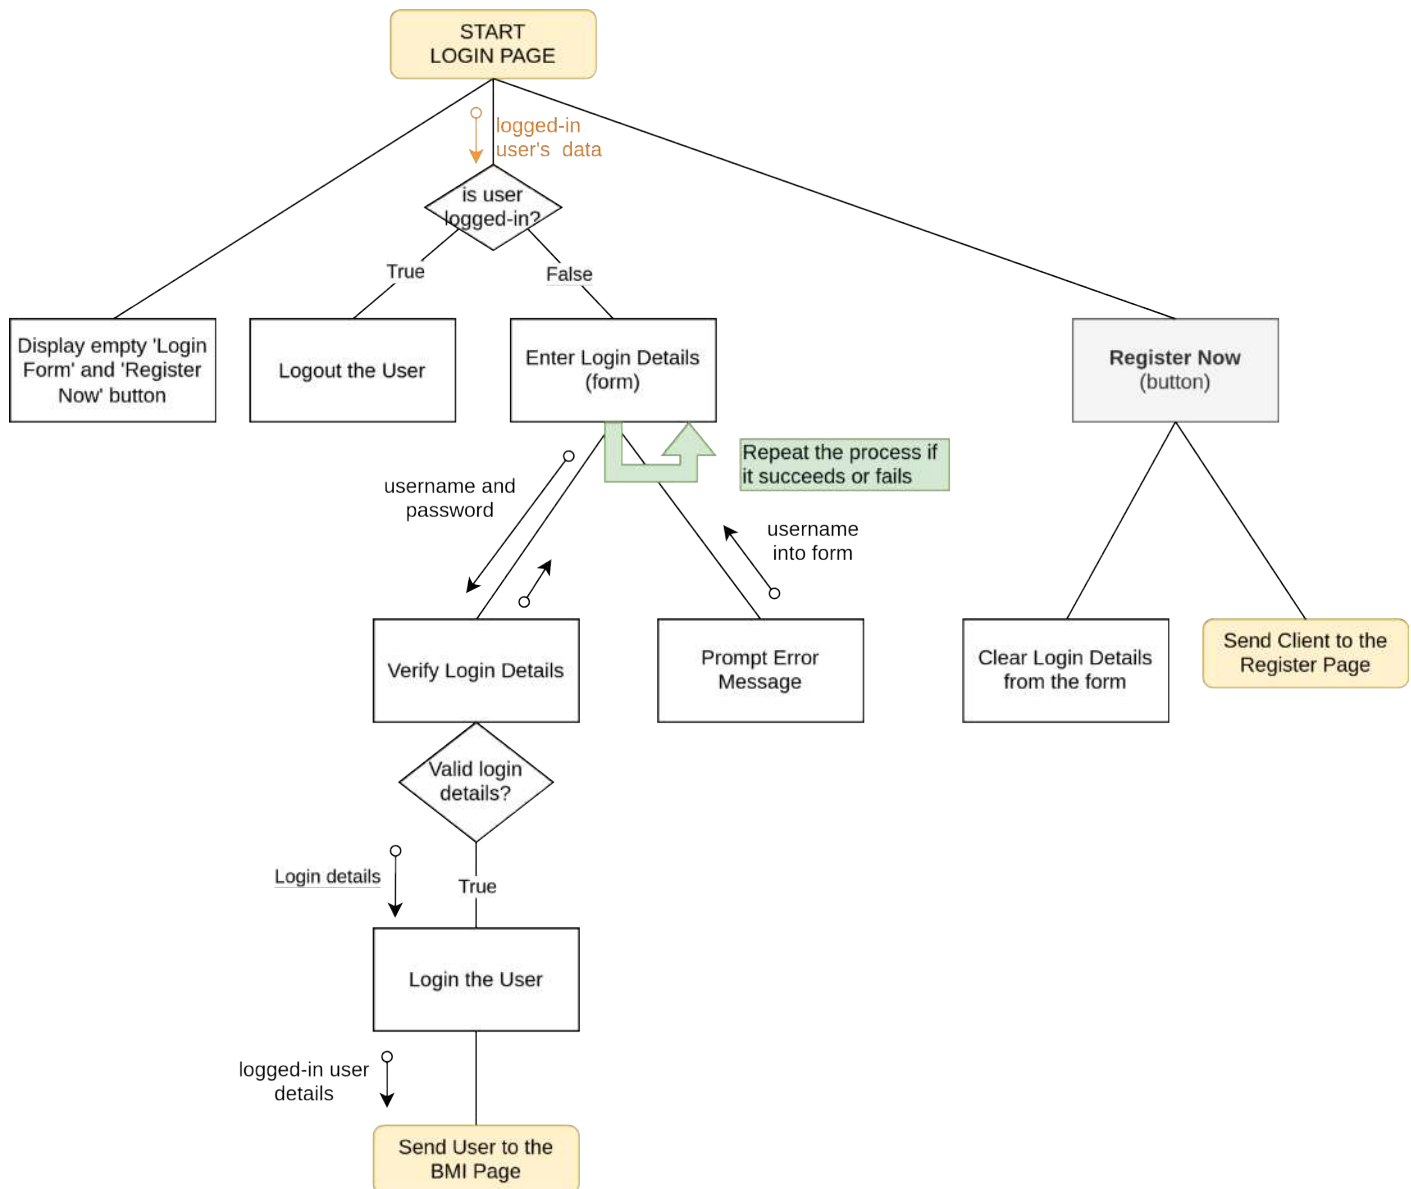 START
LOGIN PAGE
logged-in
user's data
is user
logged-in?
True
False
Display empty 'Login
Form' and 'Register
Now' button
Logout the User
Enter Login Details
(form)
Register Now
(button)
Repeat the process if
it succeeds or fails
username and
password
username
into form
Verify Login Details
Prompt Error
Message
Clear Login Details
from the form
Send Client to the
Register Page
Valid login
details?
Login details
True
Login the User
logged-in user
details
Send User to the
BMI Page